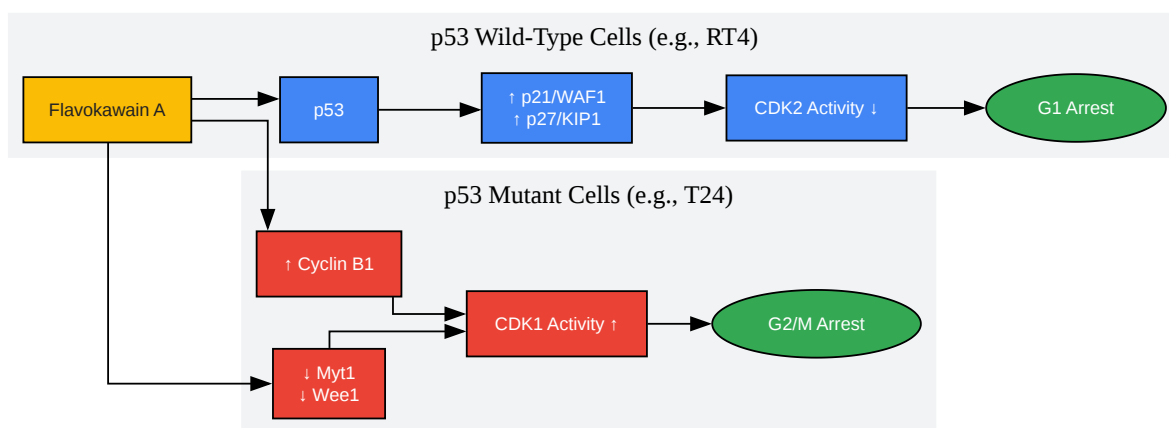 p53 Wild-Type Cells (e.g., RT4)
Flavokawain A
p53
↑ p21/WAF1
↑ p27/KIP1
CDK2 Activity ↓
G1 Arrest
p53 Mutant Cells (e.g., T24)
↑ Cyclin B1
CDK1 Activity ↑
G2/M Arrest
↓ Myt1
↓ Wee1